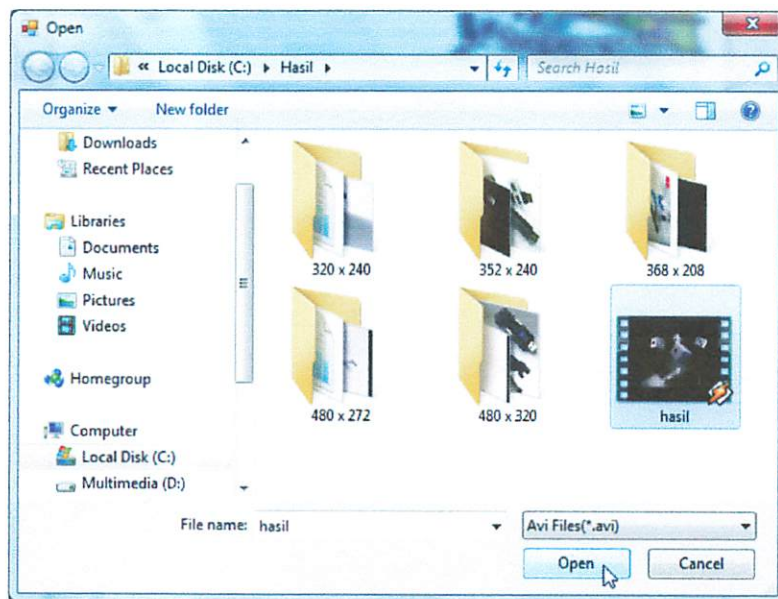 Open
« Local Disk (C:) ▸ Hasil ▸
Search Hasil
Organize ▾ New folder
Downloads
Recent Places
Libraries
Documents
Music
Pictures
Videos
Homegroup
Computer
Local Disk (C:)
Multimedia (D:)
320 x 240
352 x 240
368 x 208
480 x 272
480 x 320
hasil
File name: hasil
Avi Files(*.avi)
Open
Cancel